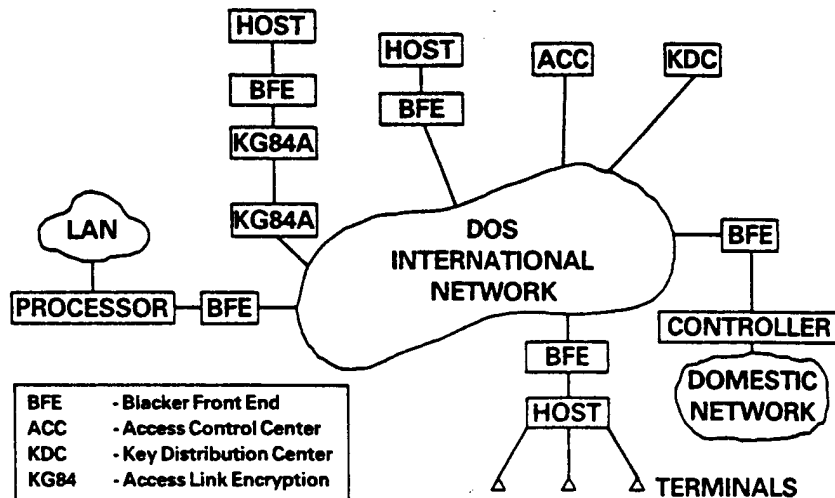 HOST
BFE
KG84A
KG84A
HOST
BFE
ACC
KDC
LAN
PROCESSOR
BFE
DOS
INTERNATIONAL
NETWORK
BFE
CONTROLLER
DOMESTIC
NETWORK
BFE
HOST
TERMINALS
BFE - Blacker Front End
ACC - Access Control Center
KDC - Key Distribution Center
KG84 - Access Link Encryption